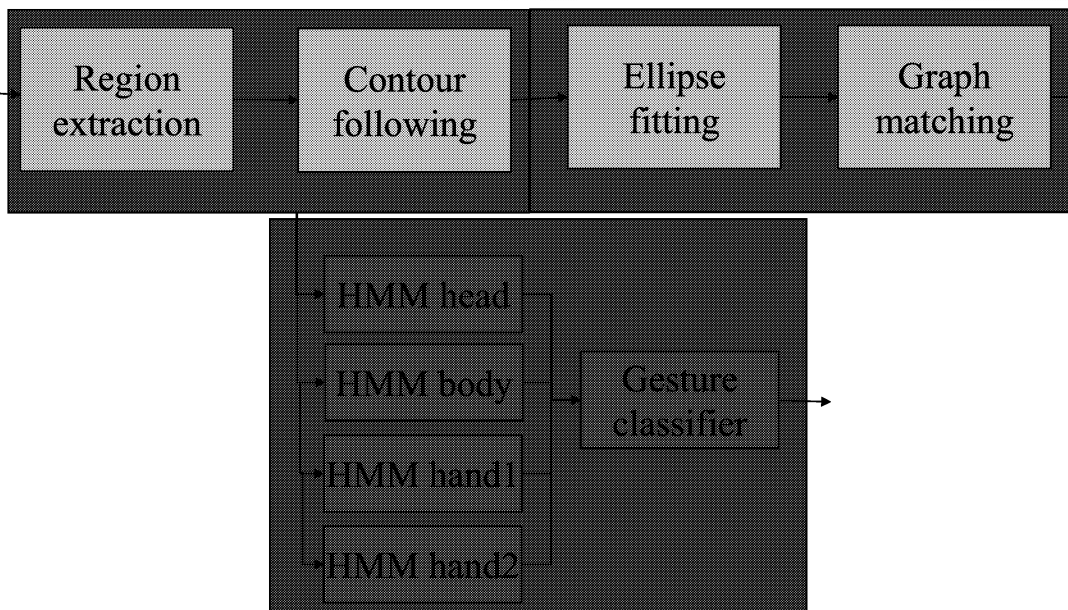 Region
extraction
Contour
following
Ellipse
fitting
Graph
matching
HMM head
HMM body
HMM hand1
HMM hand2
Gesture
classifier